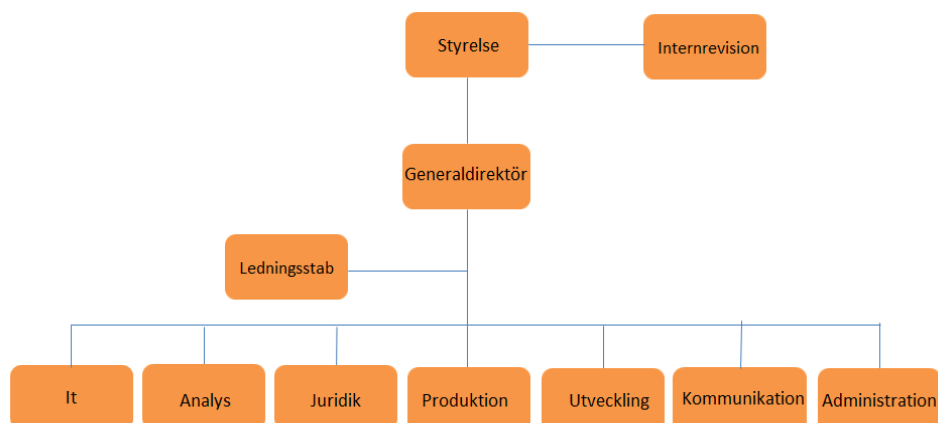 Styrelse
Internrevision
Generaldirektör
Ledningsstab
It
Analys
Juridik
Produktion
Utveckling
Kommunikation
Administration